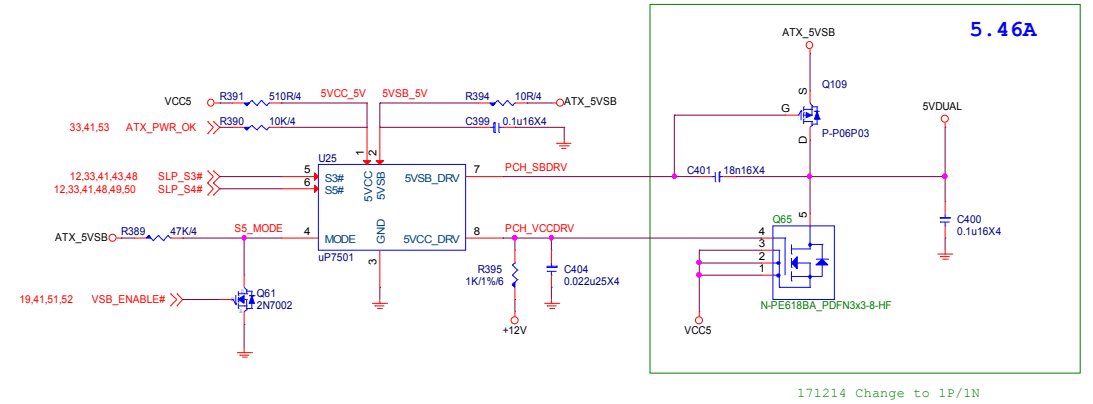 5.46A
ATX_5VSB
Q109
S
G
D
P-P06P03
5VDUAL
VCC5
R391
510R/4
5VCC_5V
5VSB_5V
R394
10R/4
ATX_5VSB
33,41,53
ATX_PWR_OK
R390
10K/4
C399
0.1u16X4
1
2
U25
12,33,41,43,48
SLP_S3#
5
S3#
5VCC
5VSB
5VSB_DRV
7
PCH_SBDRV
C401
18n16X4
12,33,41,48,49,50
SLP_S4#
6
S5#
ATX_5VSB
R389
47K/4
S5_MODE
4
MODE
GND
5VCC_DRV
8
PCH_VCCDRV
uP7501
3
Q65
5
4
3
2
1
C400
0.1u16X4
R395
1K/1%/6
C404
0.022u25X4
+12V
19,41,51,52
VSB_ENABLE#
Q61
2N7002
N-PE618BA_PDFN3x3-8-HF
VCC5
171214 Change to 1P/1N